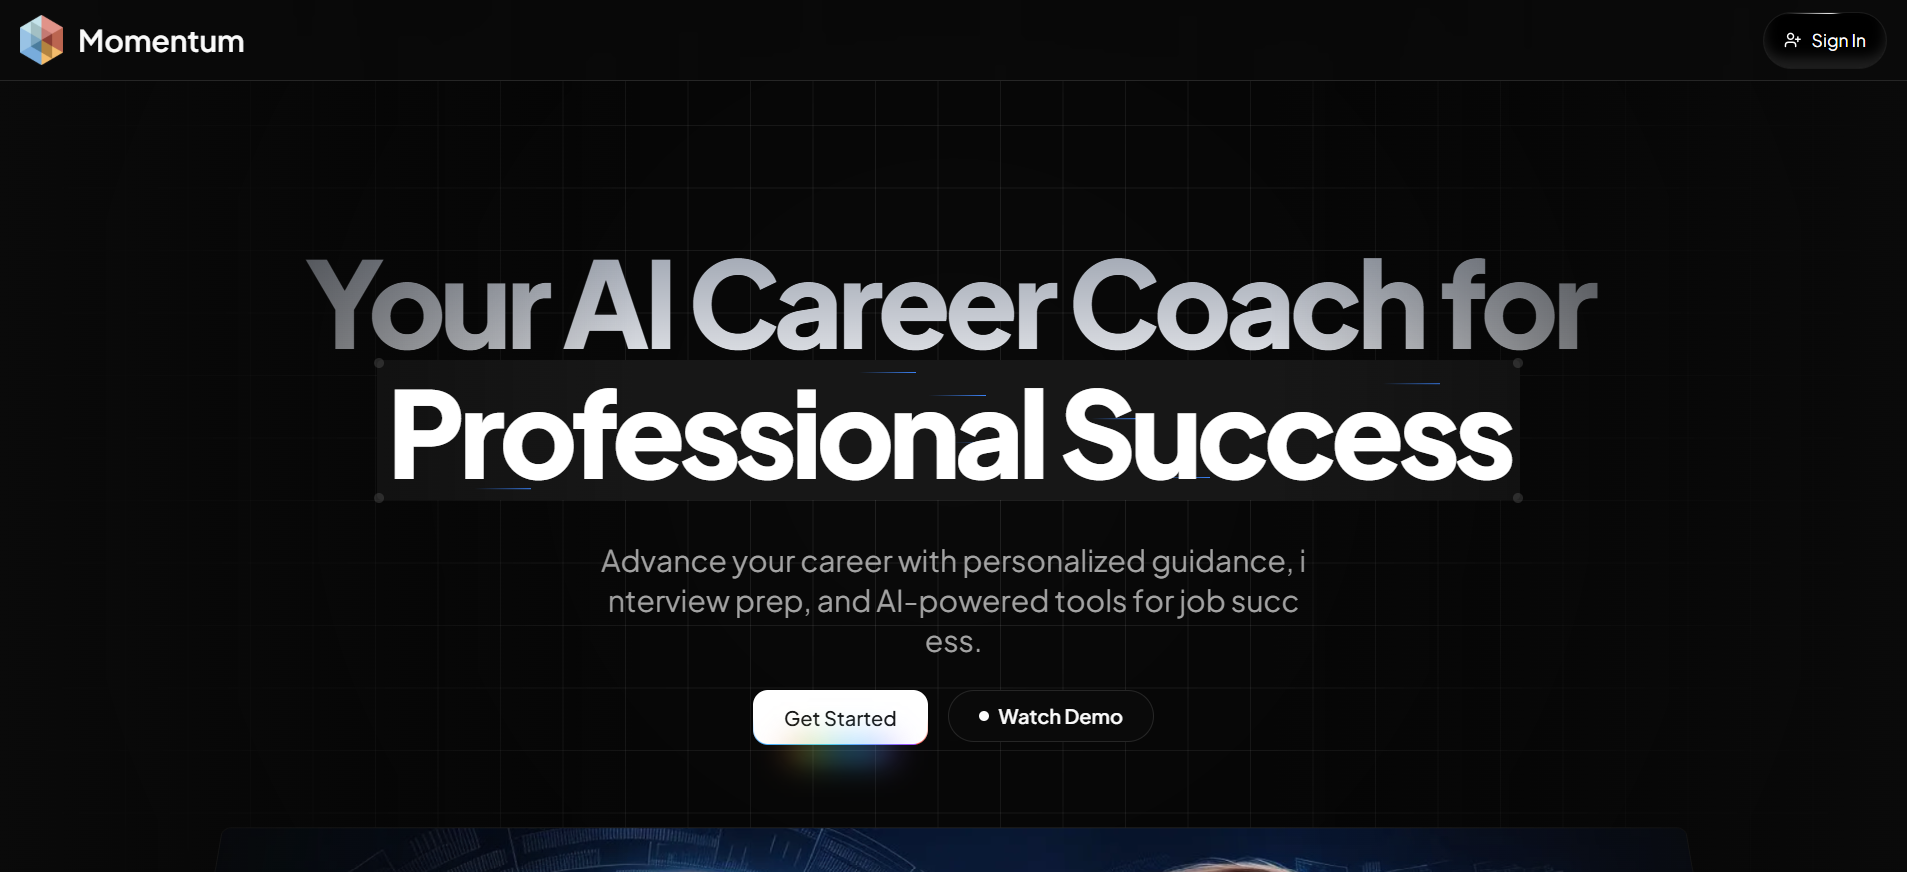 Momentum
Sign In
Your AI Career Coach for
Professional Success
Advance your career with personalized guidance, i
nterview prep, and AI-powered tools for job succ
ess.
Get Started
Watch Demo